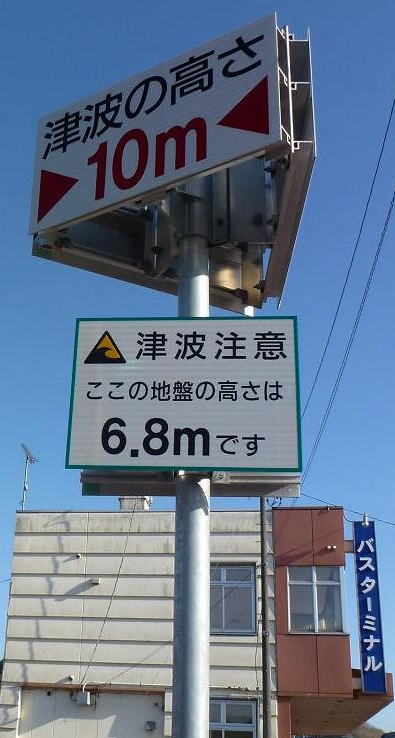 津波の高さ
10m
津波注意
ここの地盤の高さは
6.8mです
バスターミナル